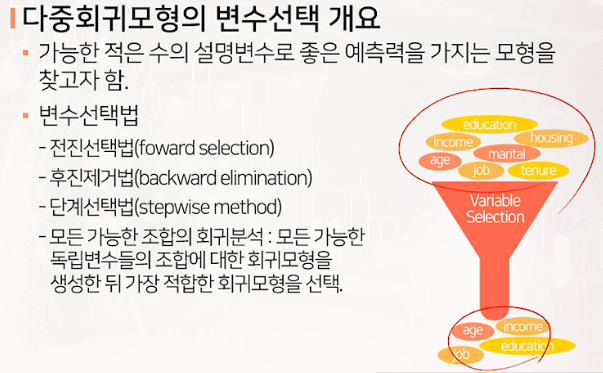 다중회귀모형의 변수선택 개요
▪ 가능한 적은 수의 설명변수로 좋은 예측력을 가지는 모형을
찾고자 함.
▪ 변수선택법
- 전진선택법(foward selection)
- 후진제거법(backward elimination)
- 단계선택법(stepwise method)
- 모든 가능한 조합의 회귀분석 : 모든 가능한
독립변수들의 조합에 대한 회귀모형을
생성한 뒤 가장 적합한 회귀모형을 선택.
education
income
housing
age
marital
job
tenure
Variable
Selection
age
income
job
education